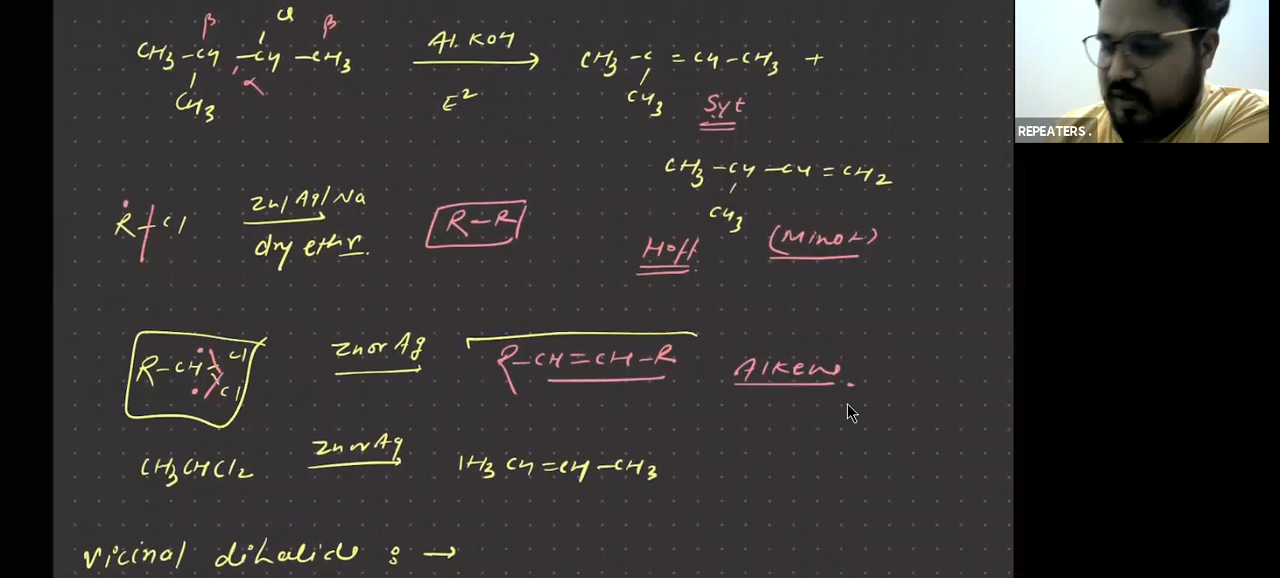 β Cl β
CH3 -CH -CH -CH3 Al. KOH CH3 -C = CH-CH3 +
α
CH3 E2 CH3 Syt
CH3 -CH -CH = CH2
CH3
R-Cl Zn/Ag/Na R-R
dry ether.
Hoff (Minor)
R-CH Cl Cl Zn or Ag R-CH=CH-R Alkene.
CH3CHCl2 Zn or Ag CH3 CH=CH-CH3
Vicinal dihalide : →
REPEATERS .